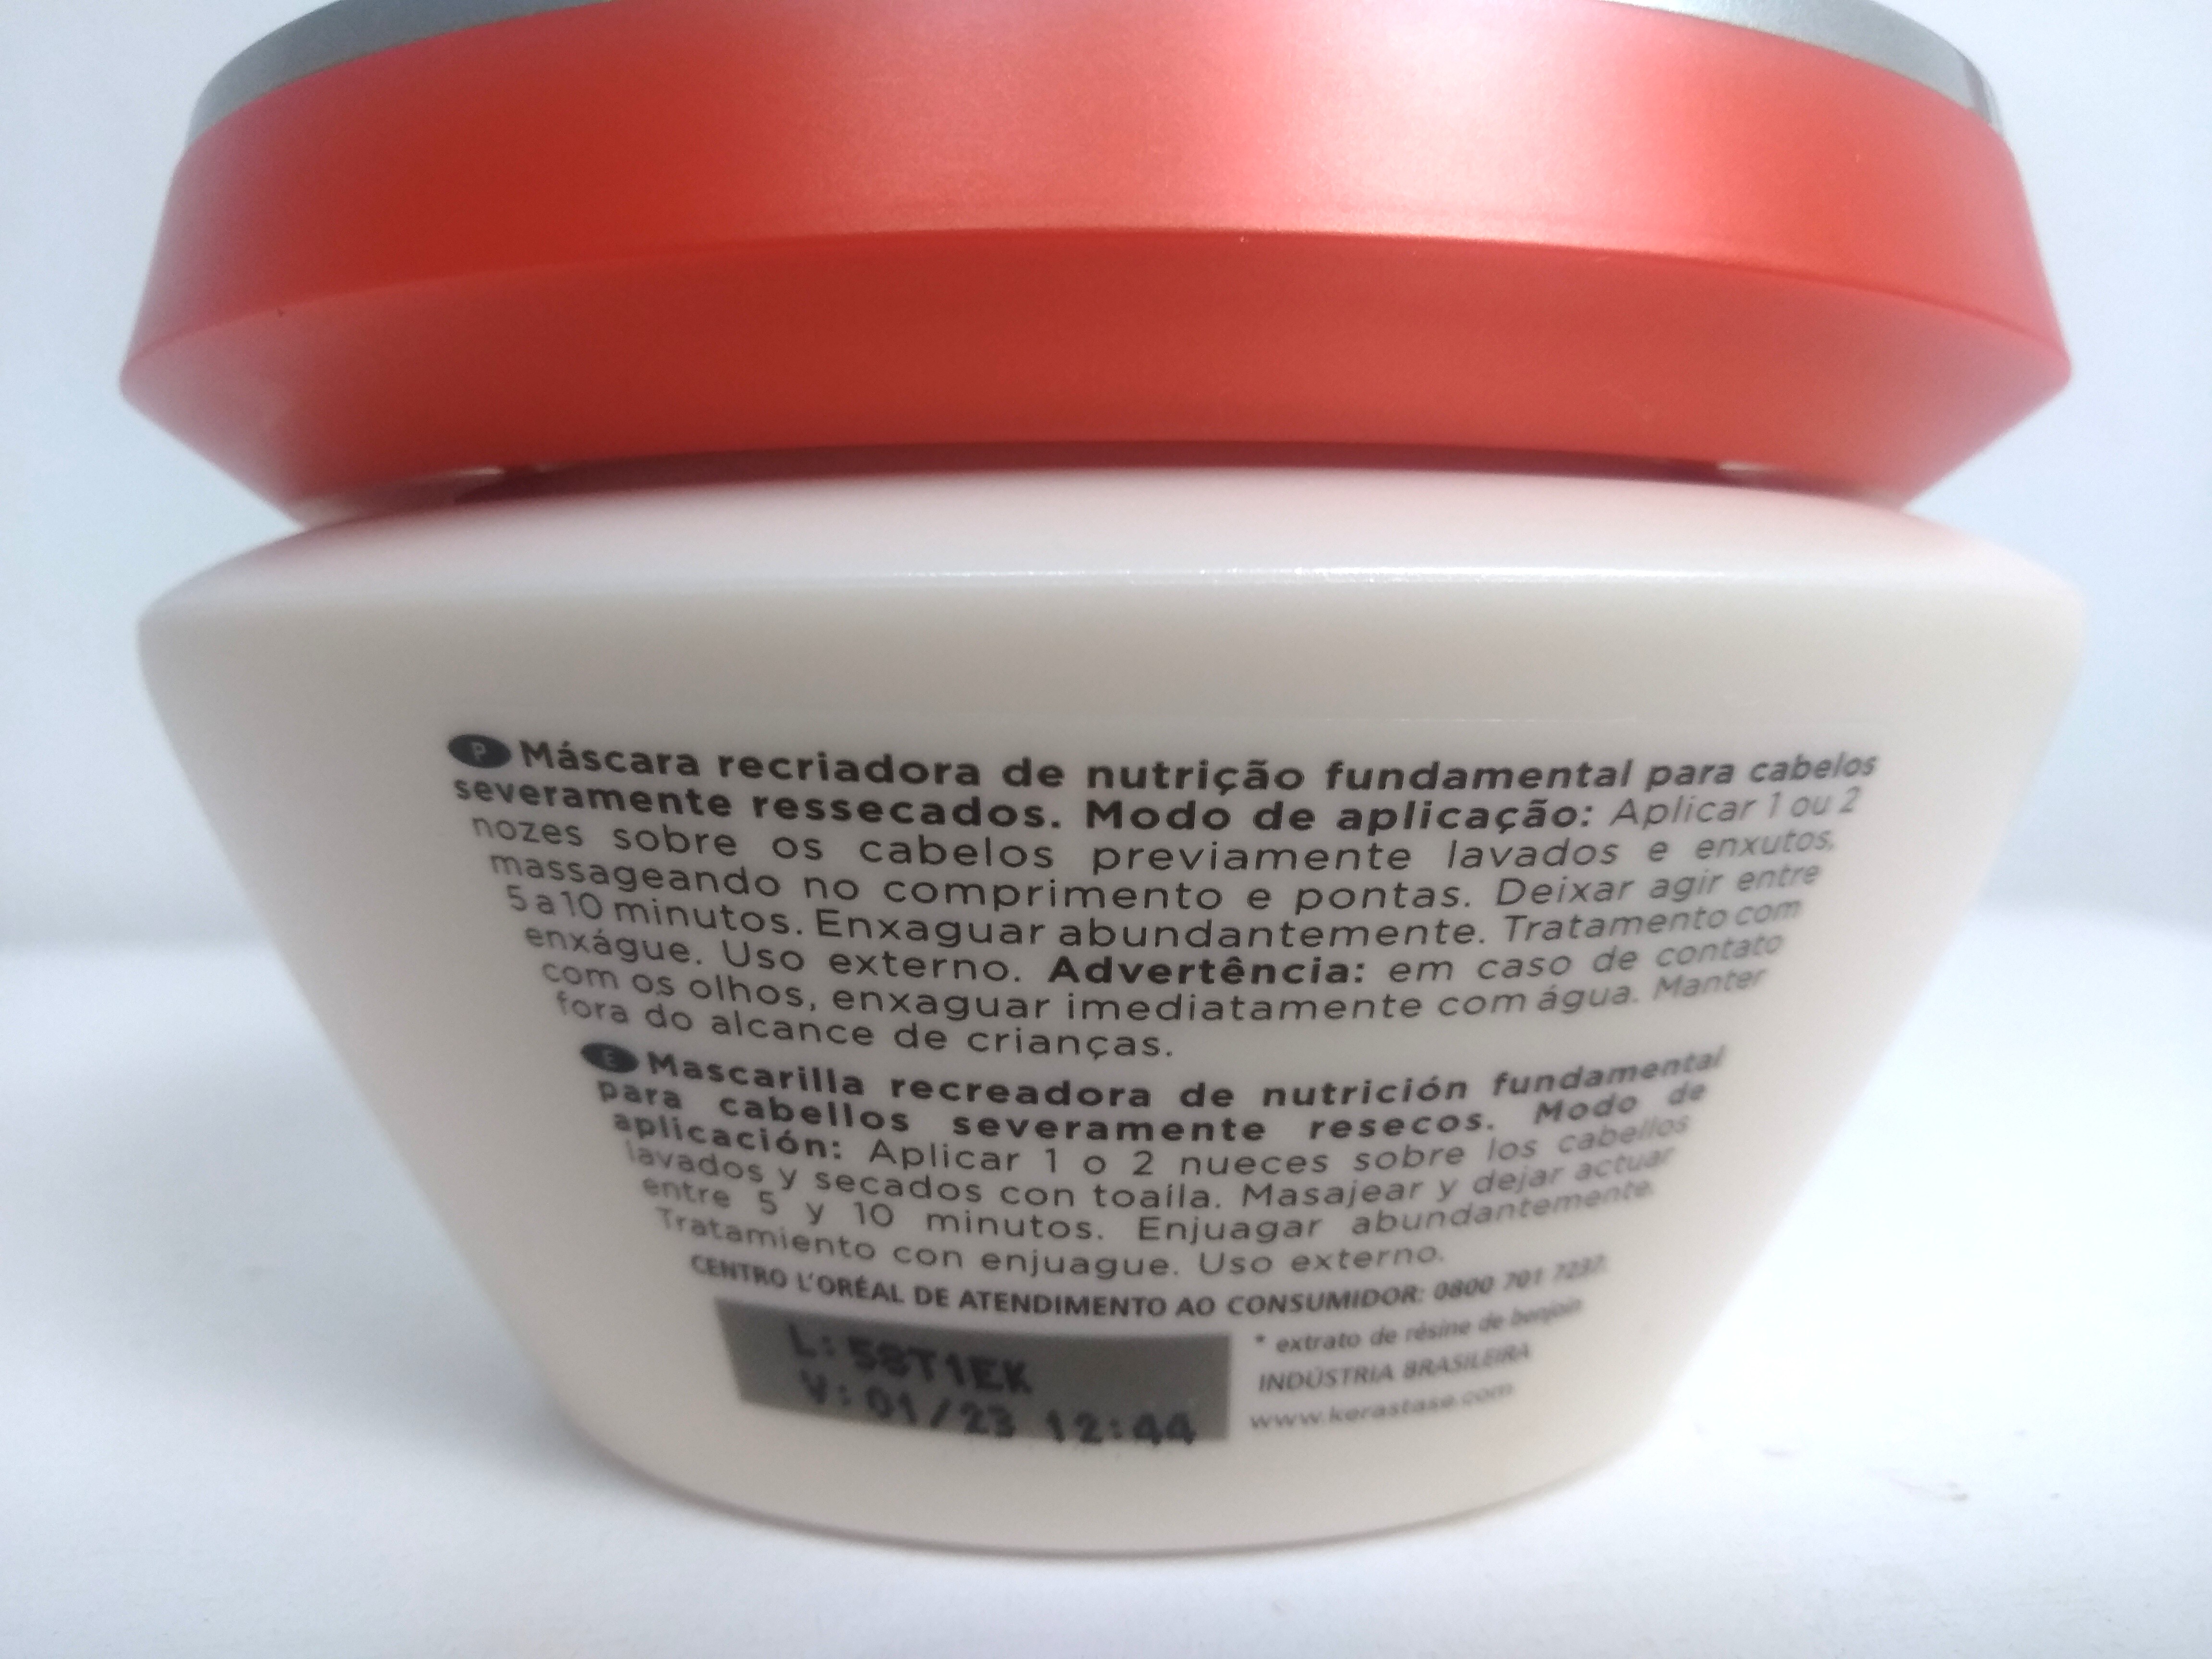 P Máscara recriadora de nutrição fundamental para cabelos
severamente ressecados. Modo de aplicação: Aplicar 1 ou 2
nozes sobre os cabelos previamente lavados e enxutos,
massageando no comprimento e pontas. Deixar agir entre
5 a 10 minutos. Enxaguar abundantemente. Tratamento com
enxágue. Uso externo. Advertência: em caso de contato
com os olhos, enxaguar imediatamente com água. Manter
fora do alcance de crianças.
E Mascarilla recreadora de nutrición fundamental
para cabellos severamente resecos. Modo de
aplicación: Aplicar 1 o 2 nueces sobre los cabellos
lavados y secados con toalla. Masajear y dejar actuar
entre 5 y 10 minutos. Enjuagar abundantemente.
Tratamiento con enjuague. Uso externo.
CENTRO L'ORÉAL DE ATENDIMENTO AO CONSUMIDOR: 0800 701 7237.
* extrato de résine de benjoin
INDÚSTRIA BRASILEIRA
www.kerastase.com
L: 58T1EK
V: 01/23 12:44